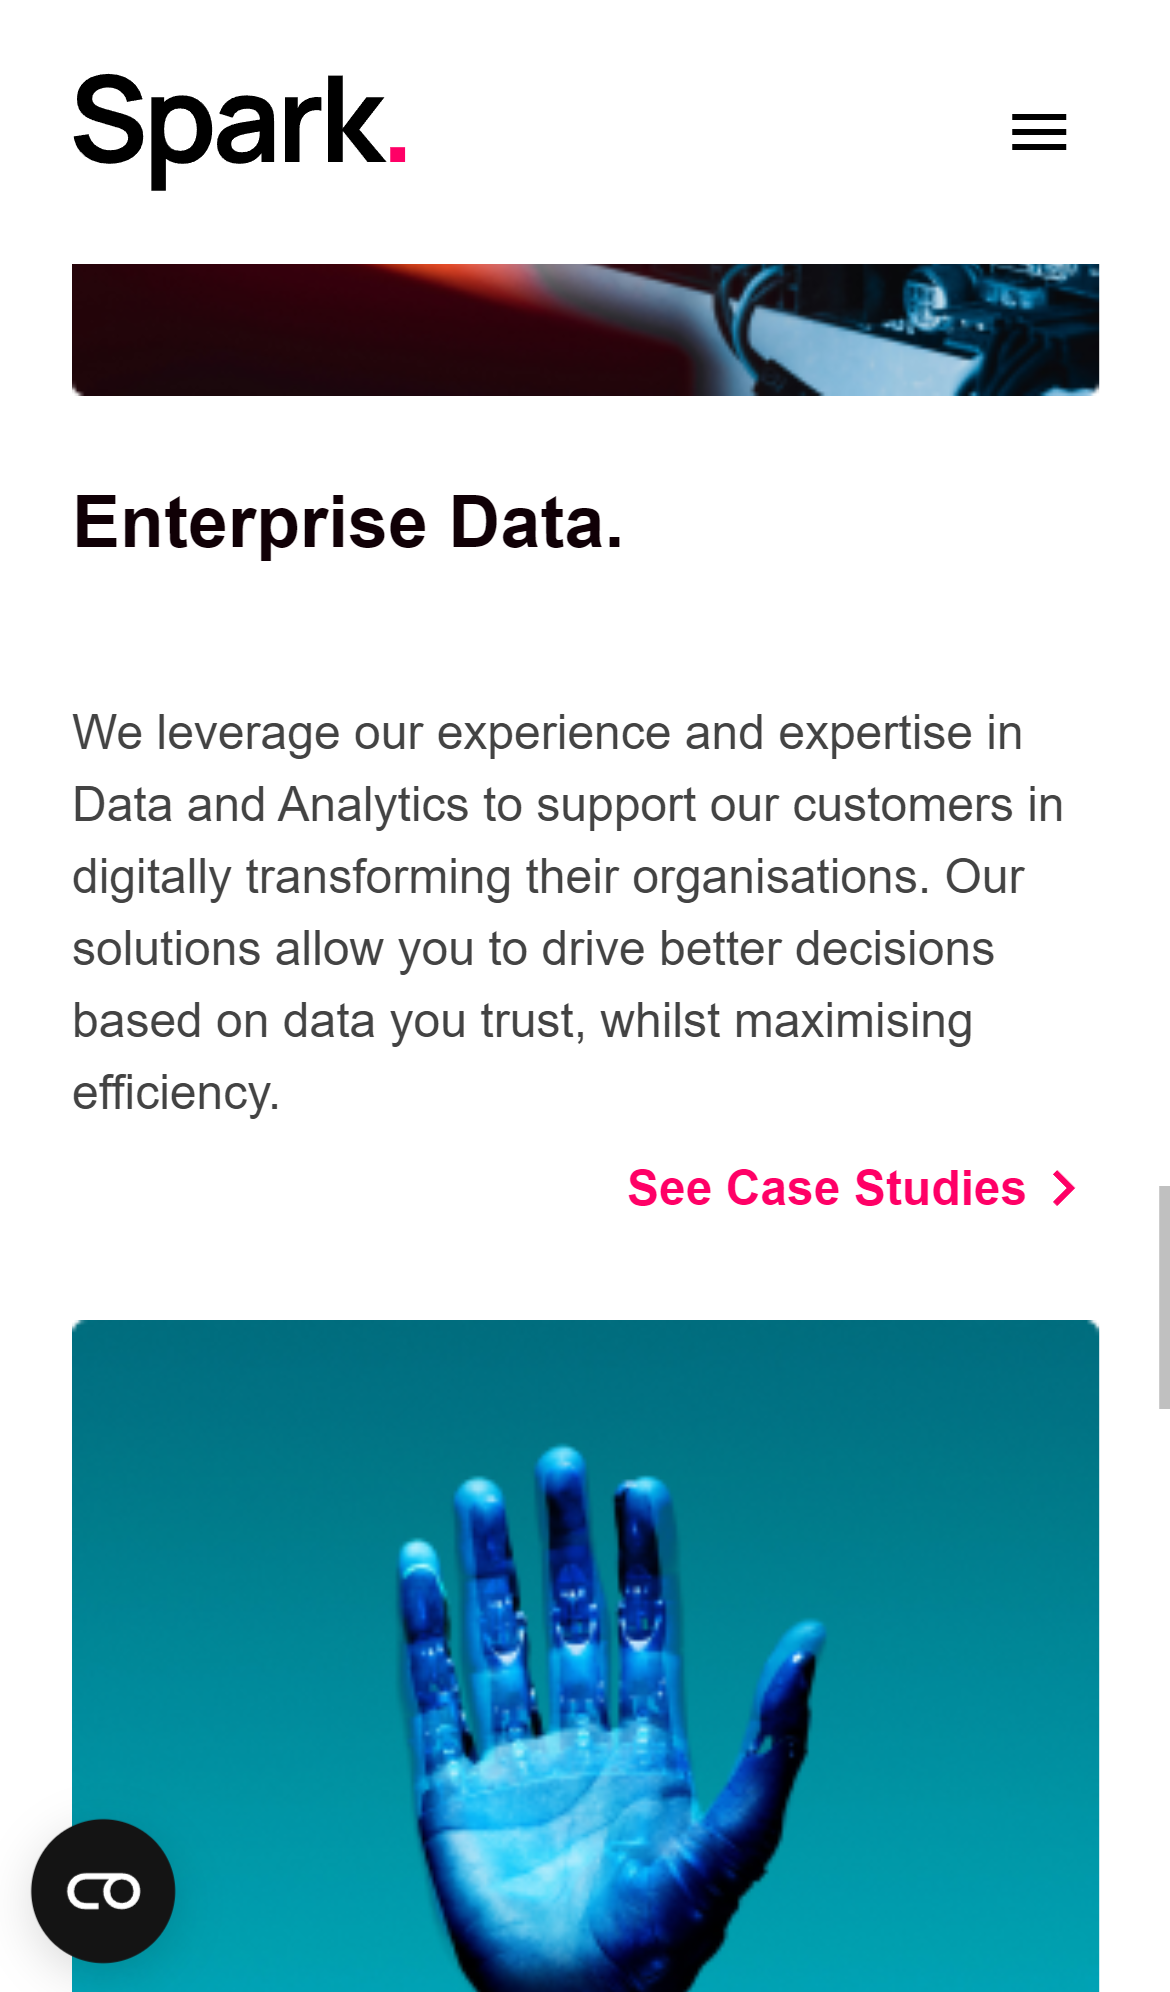 Spark.
Enterprise Data.
We leverage our experience and expertise in
Data and Analytics to support our customers in
digitally transforming their organisations. Our
solutions allow you to drive better decisions
based on data you trust, whilst maximising
efficiency.
See Case Studies